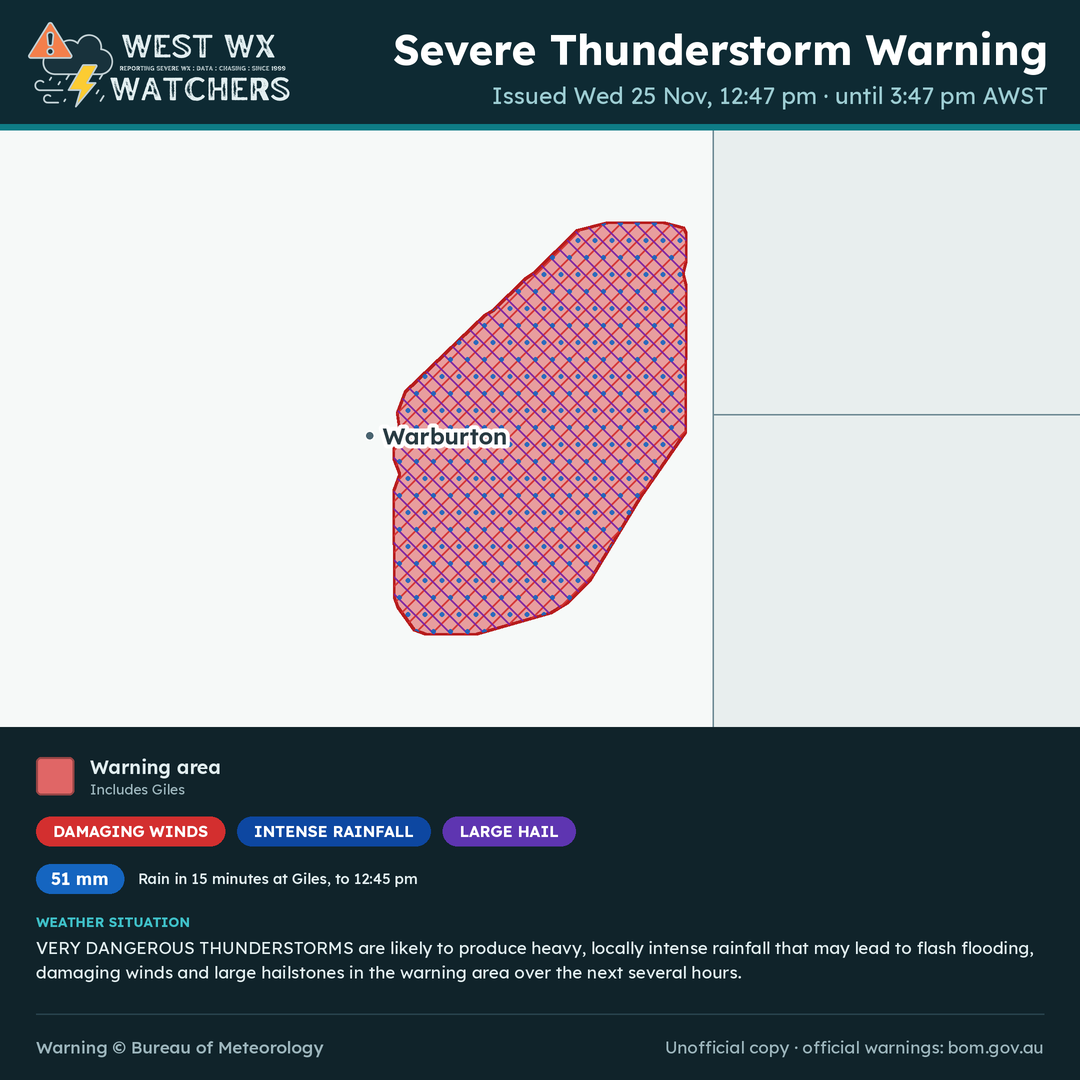 WEST WX
REPORTING SEVERE WX : DATA : CHASING : SINCE 1999
WATCHERS
Severe Thunderstorm Warning
Issued Wed 25 Nov, 12:47 pm · until 3:47 pm AWST
Warburton
Warning area
Includes Giles
DAMAGING WINDS
INTENSE RAINFALL
LARGE HAIL
51 mm
Rain in 15 minutes at Giles, to 12:45 pm
WEATHER SITUATION
VERY DANGEROUS THUNDERSTORMS are likely to produce heavy, locally intense rainfall that may lead to flash flooding,
damaging winds and large hailstones in the warning area over the next several hours.
Warning © Bureau of Meteorology
Unofficial copy · official warnings: bom.gov.au